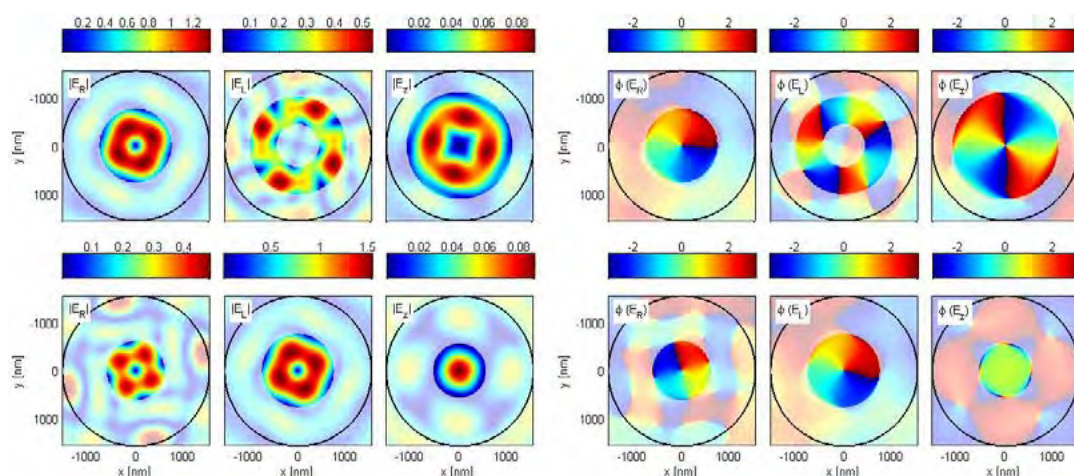 0.2 0.4 0.6 0.8 1 1.2
0.1 0.2 0.3 0.4 0.5
0.02 0.04 0.06 0.08
-2 0 2
-2 0 2
-2 0 2
|E_R|
|E_L|
|E_z|
ϕ (E_R)
ϕ (E_L)
ϕ (E_z)
y [nm]
-1000
0
1000
y [nm]
-1000
0
1000
0.1 0.2 0.3 0.4
0.5 1 1.5
0.02 0.04 0.06 0.08
-2 0 2
-2 0 2
-2 0 2
|E_R|
|E_L|
|E_z|
ϕ (E_R)
ϕ (E_L)
ϕ (E_z)
y [nm]
-1000
0
1000
y [nm]
-1000
0
1000
-1000 0 1000
-1000 0 1000
-1000 0 1000
-1000 0 1000
-1000 0 1000
-1000 0 1000
x [nm]
x [nm]
x [nm]
x [nm]
x [nm]
x [nm]